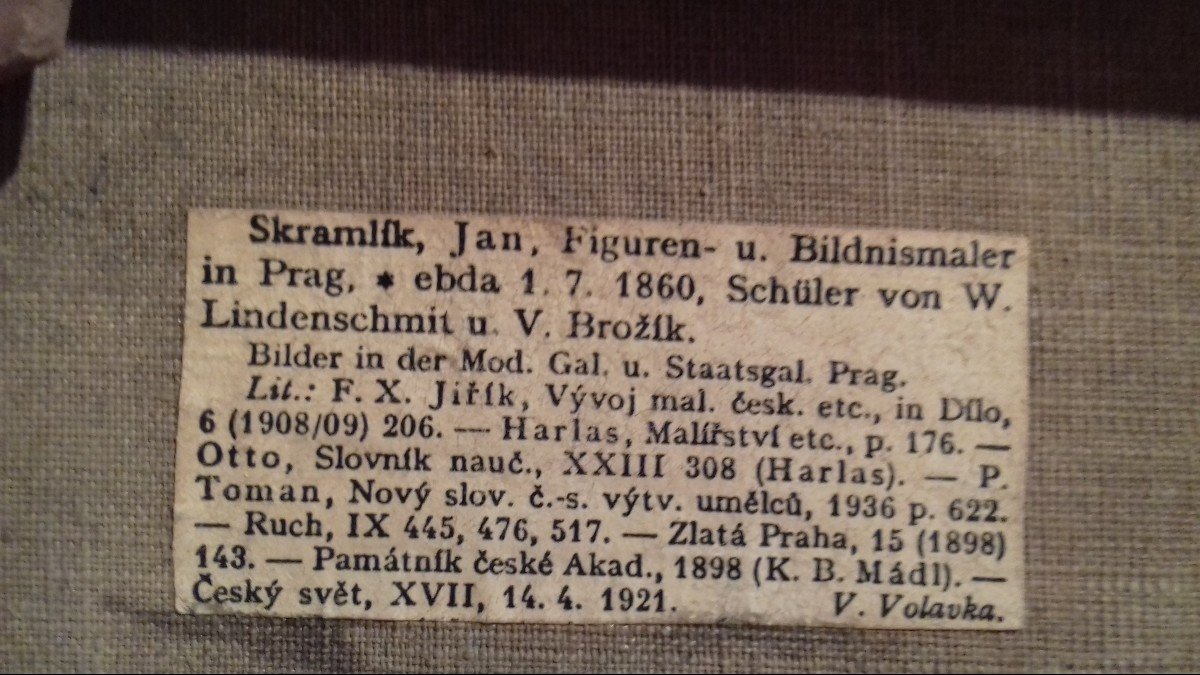 Skramlík, Jan, Figuren- u. Bildnismaler
in Prag, * ebda 1. 7. 1860, Schüler von W.
Lindenschmit u. V. Brožík.
Bilder in der Mod. Gal. u. Staatsgal. Prag.
Lit.: F. X. Jiřík, Vývoj mal. česk. etc., in Dílo,
6 (1908/09) 206. — Harlas, Malířství etc., p. 176. —
Otto, Slovník nauč., XXIII 308 (Harlas). — P.
Toman, Nový slov. č.-s. výtv. umělců, 1936 p. 622.
— Ruch, IX 445, 476, 517. — Zlatá Praha, 15 (1898)
143. — Památník české Akad., 1898 (K. B. Mádl). —
Český svět, XVII, 14. 4. 1921. V. Volavka.